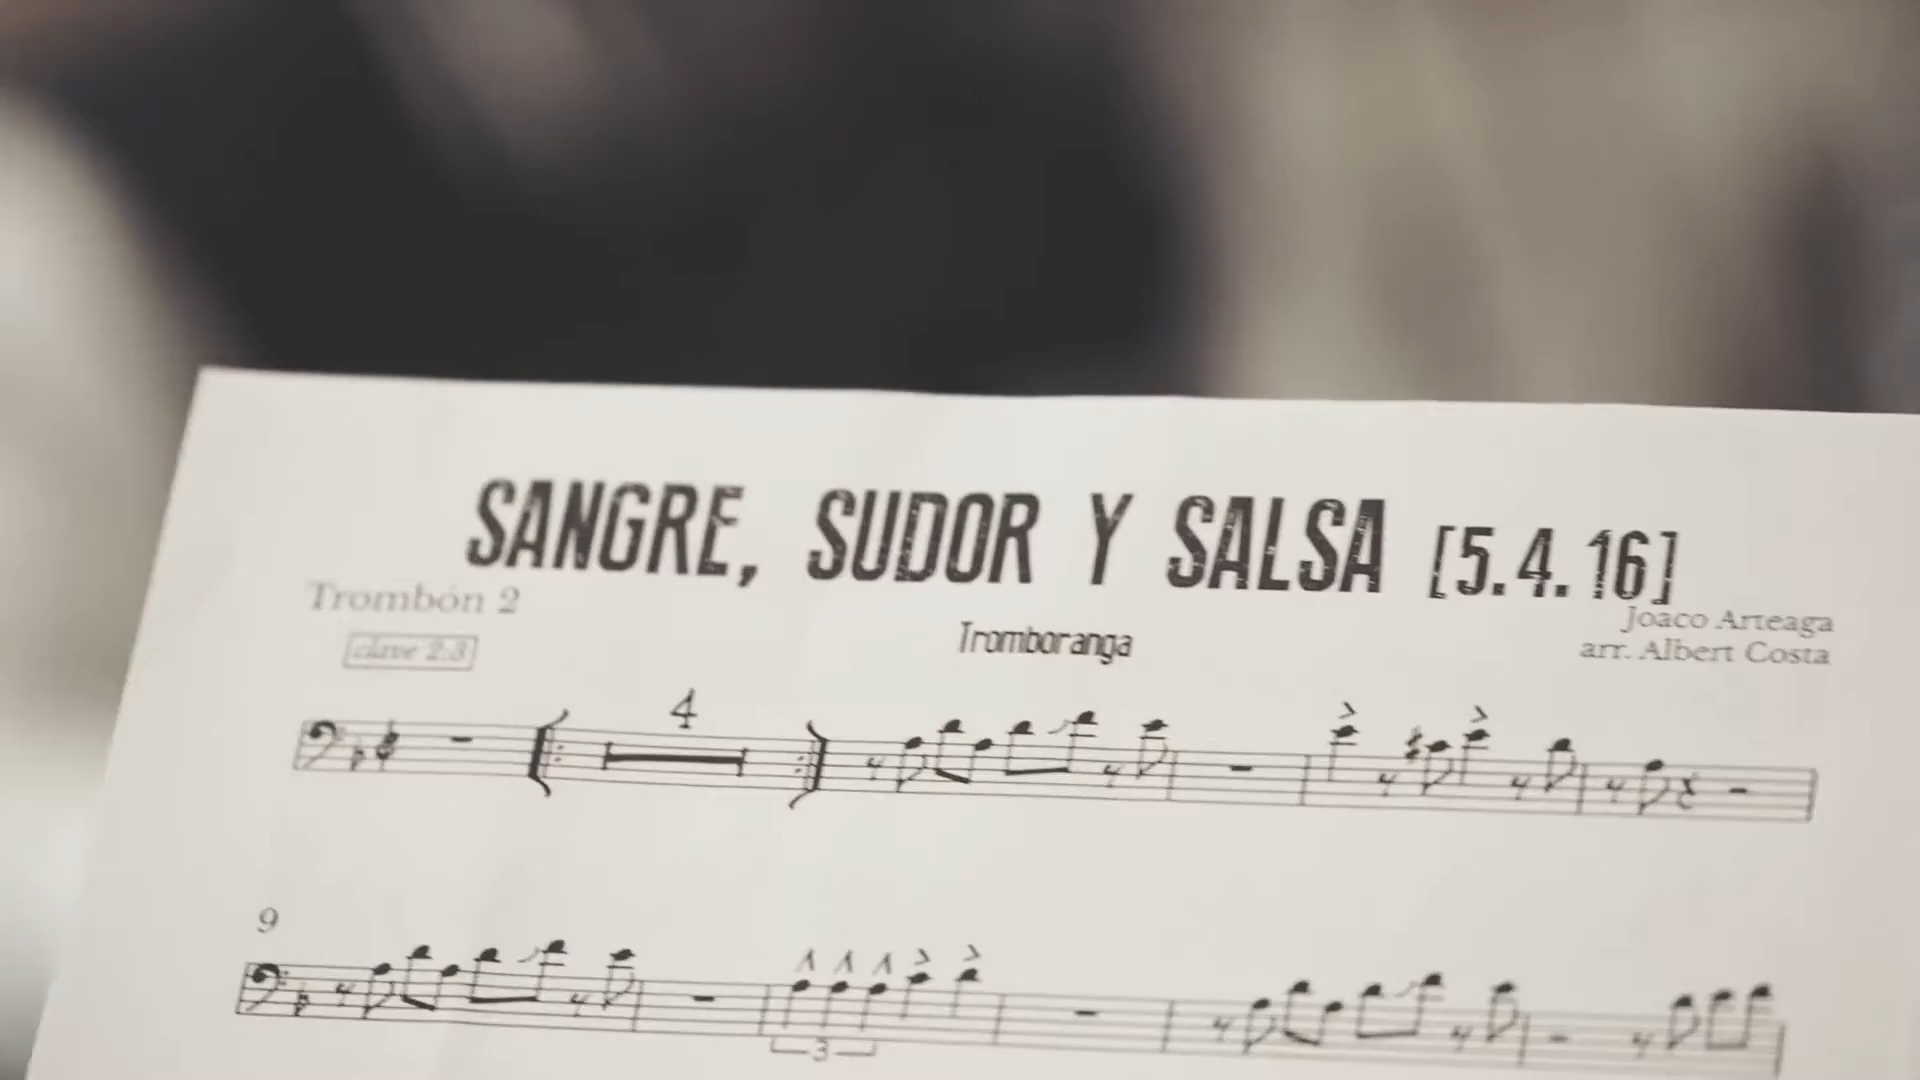 SANGRE, SUDOR Y SALSA [5.4.16]
Trombón 2
Joaco Arteaga
clave 2:3
Tromboranga
arr. Albert Costa
4
9
3